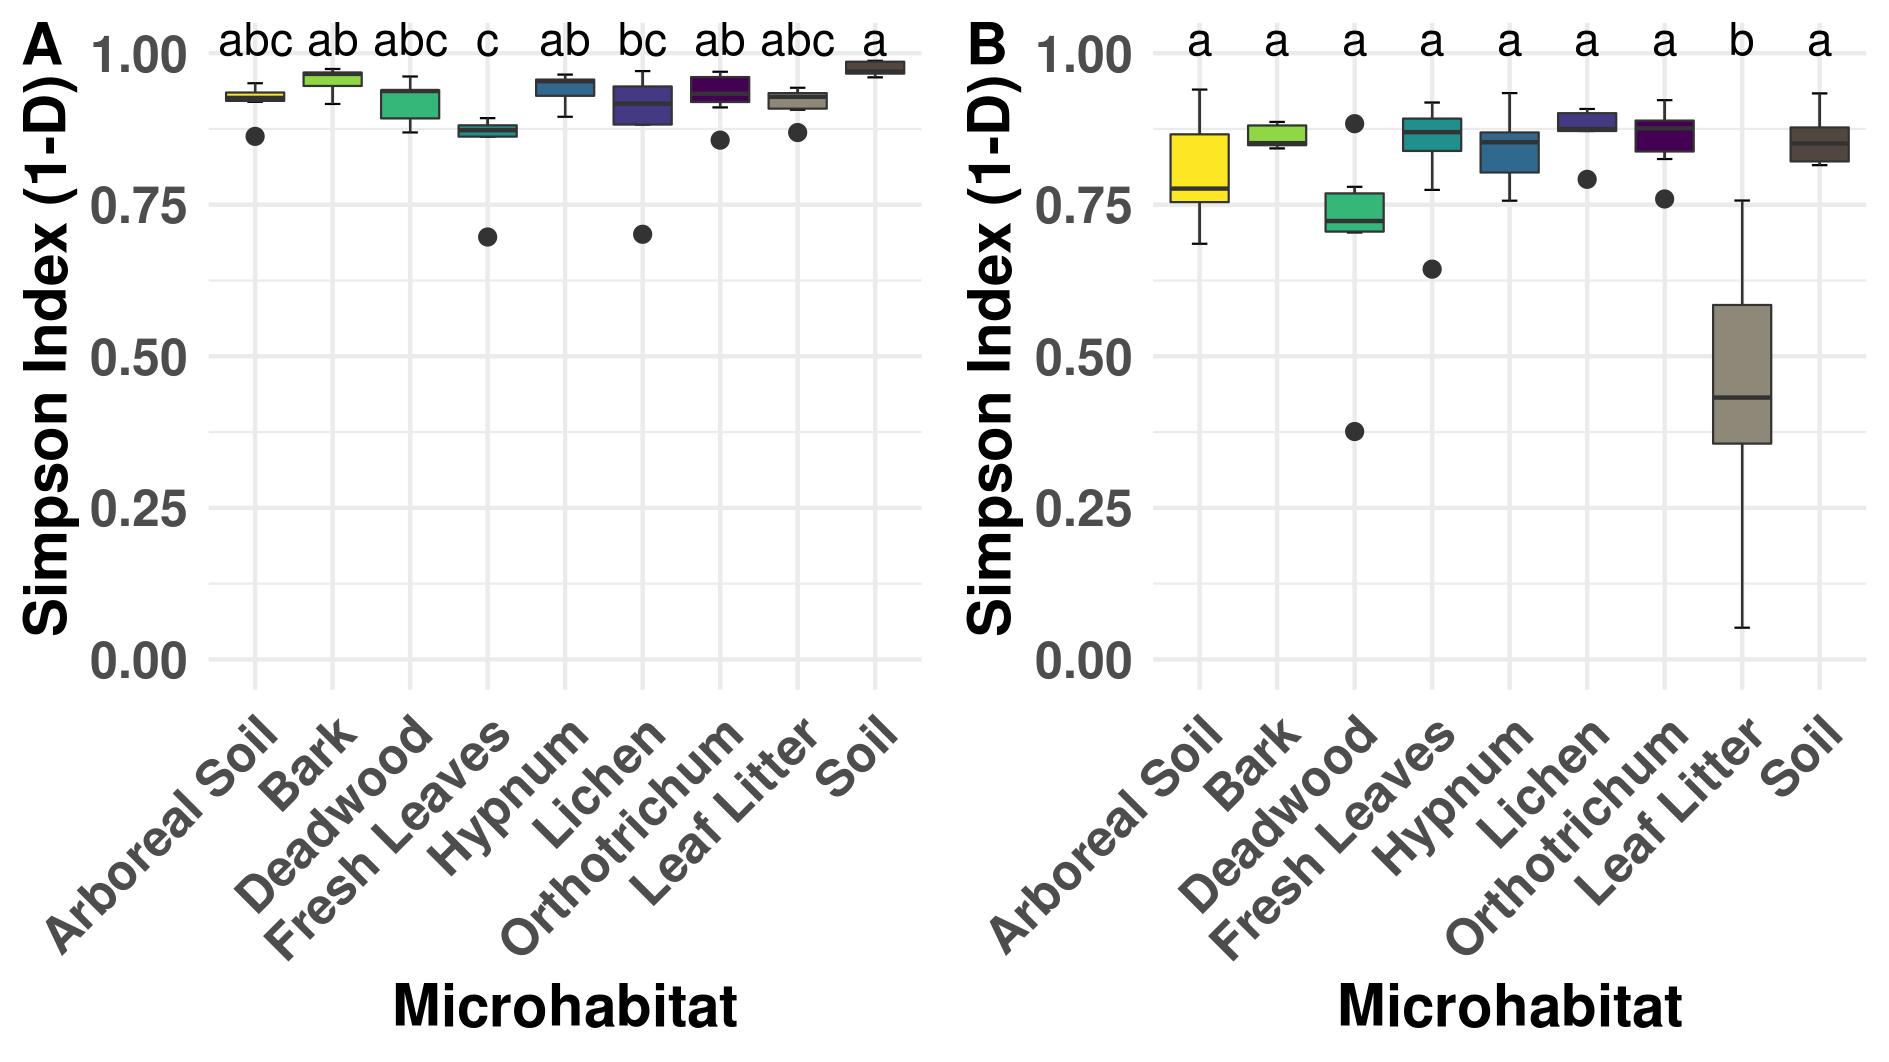 A
abc ab abc c ab bc ab abc a
1.00
0.75
0.50
0.25
0.00
Simpson Index (1-D)
Arboreal Soil
Bark
Deadwood
Fresh Leaves
Hypnum
Lichen
Orthotrichum
Leaf Litter
Soil
Microhabitat
B
a a a a a a a b a
1.00
0.75
0.50
0.25
0.00
Simpson Index (1-D)
Arboreal Soil
Bark
Deadwood
Fresh Leaves
Hypnum
Lichen
Orthotrichum
Leaf Litter
Soil
Microhabitat